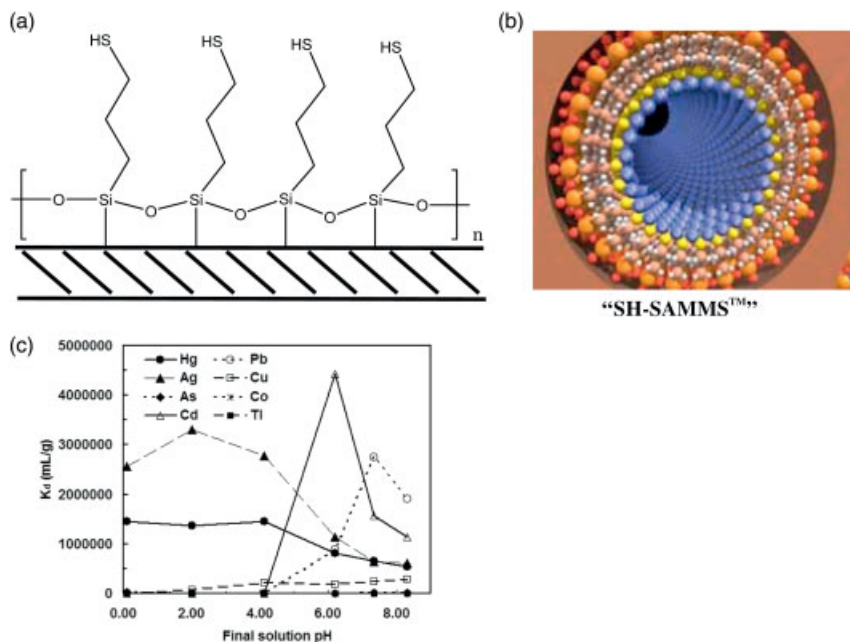 (a)
HS HS HS HS
Si O Si O Si O Si O
O
n
(b)
“SH-SAMMS™”
(c)
5000000
4000000
3000000
2000000
1000000
0
Kd (mL/g)
Hg Pb
Ag Cu
As Co
Cd Tl
0.00 2.00 4.00 6.00 8.00
Final solution pH